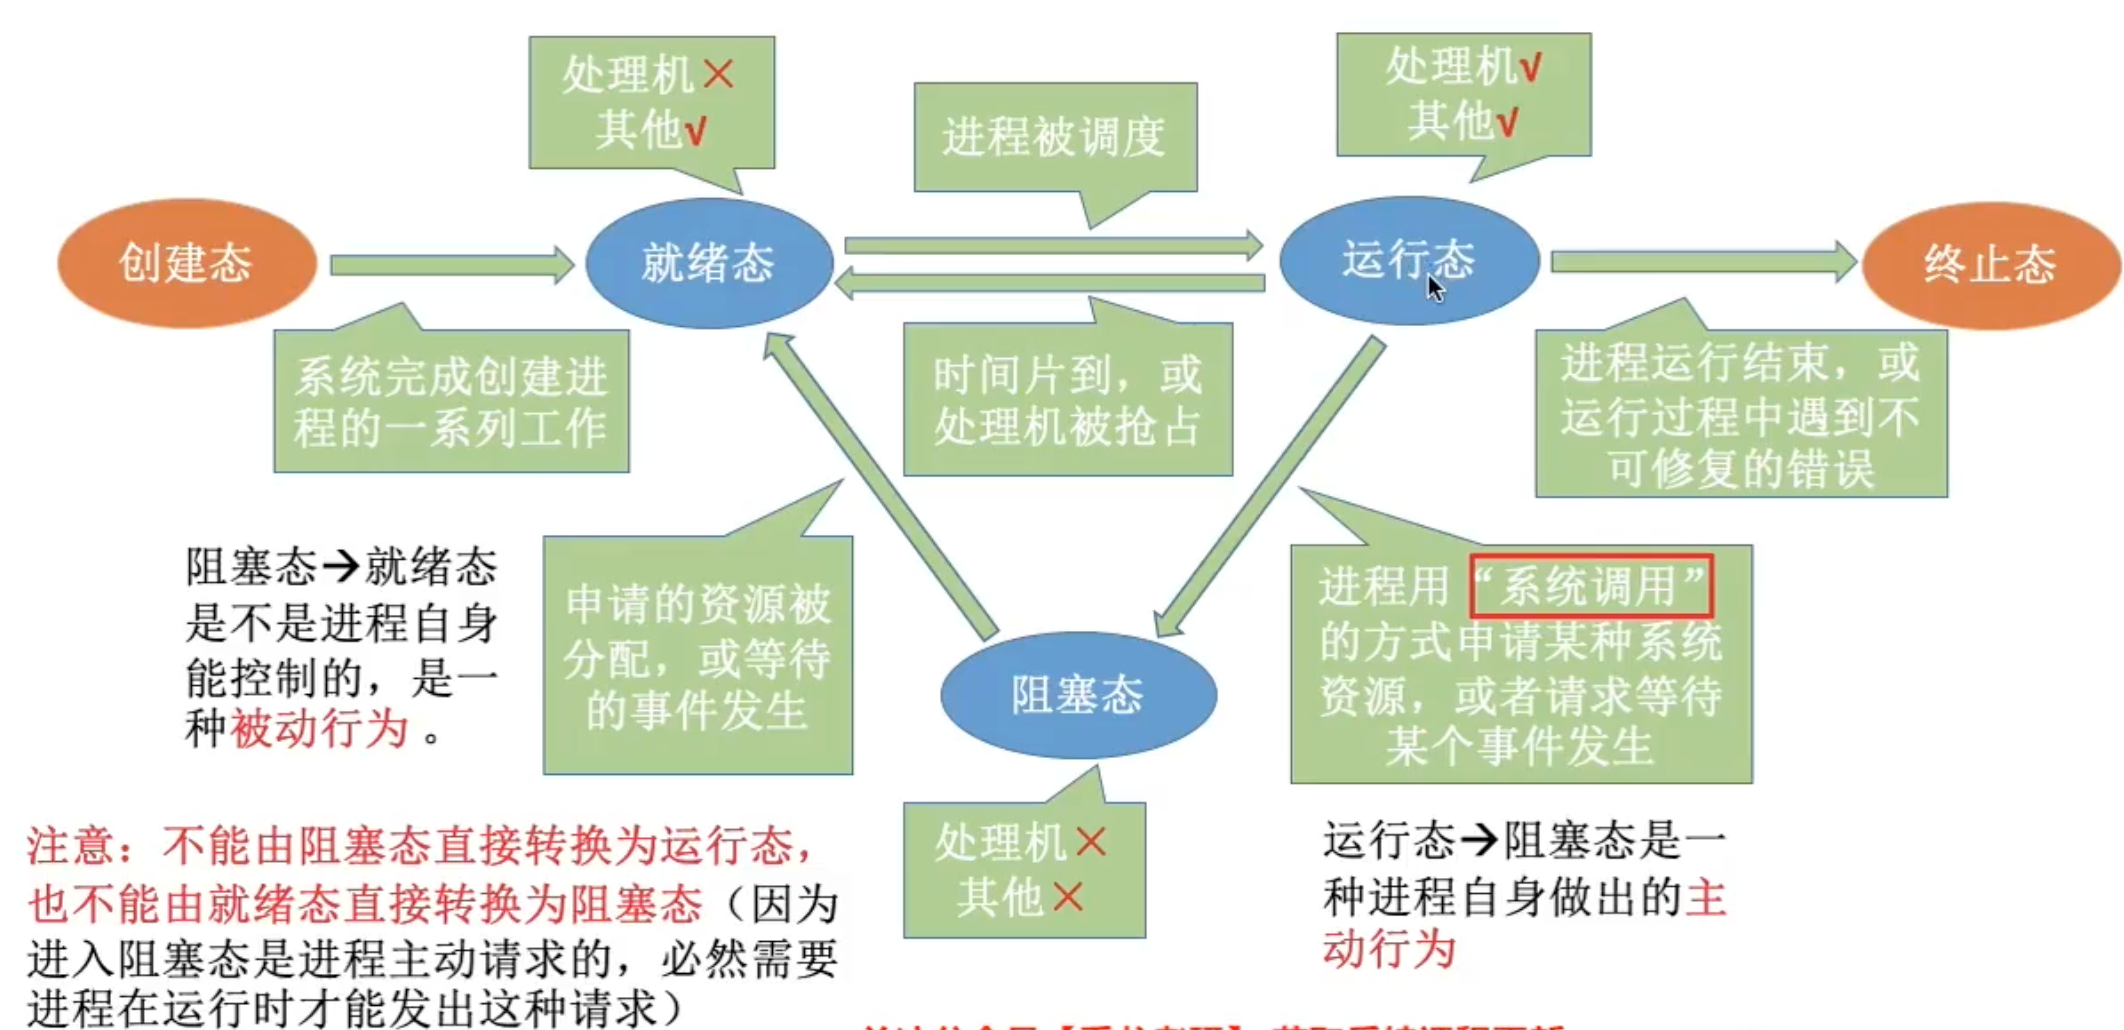 处理机×
其他√
进程被调度
处理机√
其他√
创建态
就绪态
运行态
终止态
系统完成创建进
程的一系列工作
时间片到，或
处理机被抢占
进程运行结束，或
运行过程中遇到不
可修复的错误
阻塞态→就绪态
是不是进程自身
能控制的，是一
种被动行为。
申请的资源被
分配，或等待
的事件发生
进程用“系统调用”
的方式申请某种系统
资源，或者请求等待
某个事件发生
阻塞态
处理机×
其他×
运行态→阻塞态是一
种进程自身做出的主
动行为
注意：不能由阻塞态直接转换为运行态，
也不能由就绪态直接转换为阻塞态（因为
进入阻塞态是进程主动请求的，必然需要
进程在运行时才能发出这种请求）